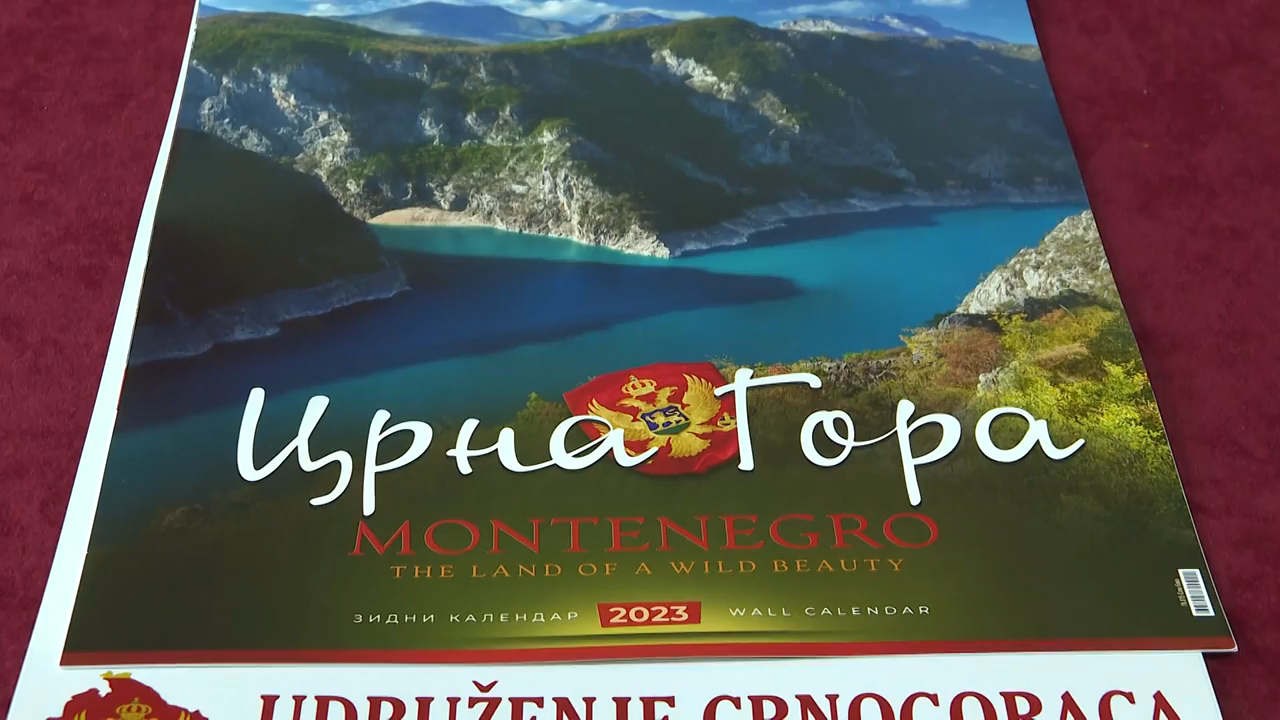 Црна Гора
MONTENEGRO
THE LAND OF A WILD BEAUTY
ЗИДНИ КАЛЕНДАР 2023 WALL CALENDAR
UDRUŽENJE CRNOGORACA